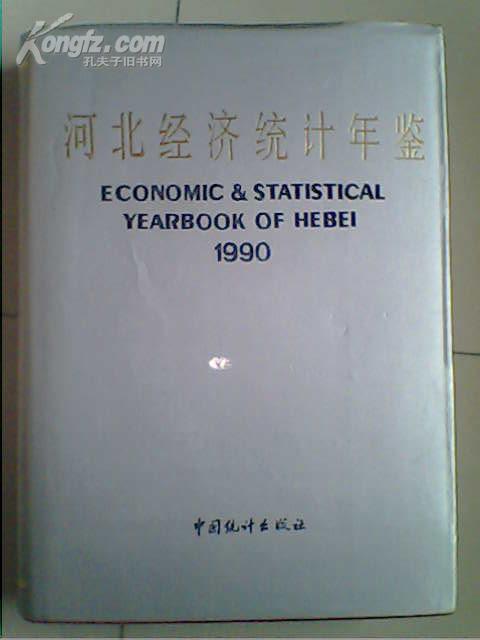 Kongfz.com
孔夫子旧书网
河北经济统计年鉴
ECONOMIC & STATISTICAL
YEARBOOK OF HEBEI
1990
中国统计出版社